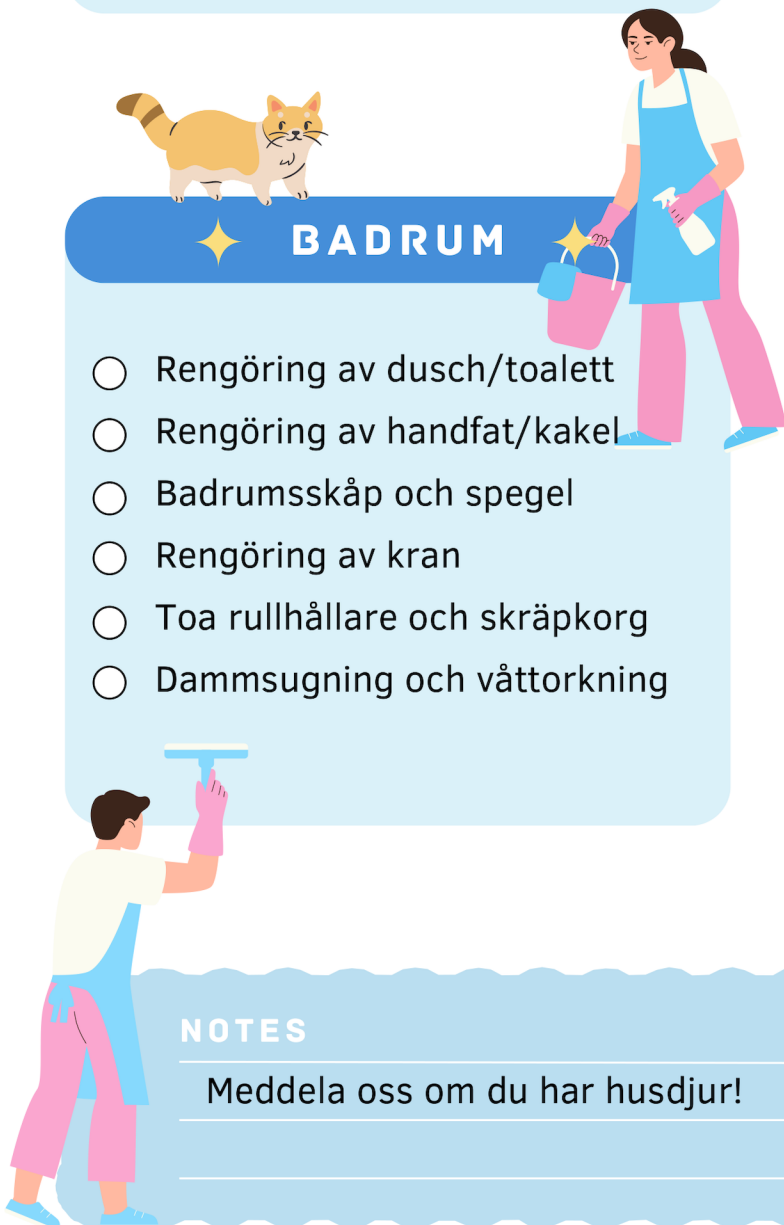 BADRUM
Rengöring av dusch/toalett
Rengöring av handfat/kakel
Badrumsskåp och spegel
Rengöring av kran
Toa rullhållare och skräpkorg
Dammsugning och våttorkning
NOTES
Meddela oss om du har husdjur!